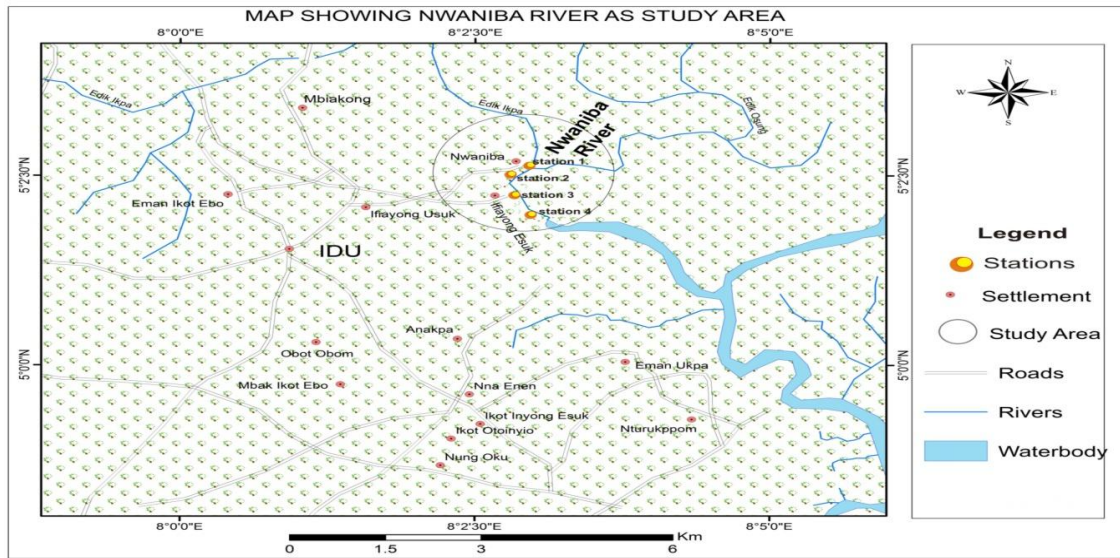 MAP SHOWING NWANIBA RIVER AS STUDY AREA
8°0'0"E
8°2'30"E
8°5'0"E
Edik Ikpa
Mbiakong
Edik Ikpa
Nwaniba
River
Edik Osung
Nwaniba
station 1
station 2
station 3
station 4
5°2'30"N
5°2'30"N
Eman Ikot Ebo
Ifiayong Usuk
Ifiayong Esuk
IDU
Anakpa
Obot Obom
5°0'0"N
5°0'0"N
Eman Ukpa
Mbak Ikot Ebo
Nna Enen
Ikot Inyong Esuk
Ikot Otoinyio
Nturukppom
Nung Oku
8°0'0"E
8°2'30"E
8°5'0"E
Km
0
1.5
3
6
N
W
E
S
Legend
Stations
Settlement
Study Area
Roads
Rivers
Waterbody